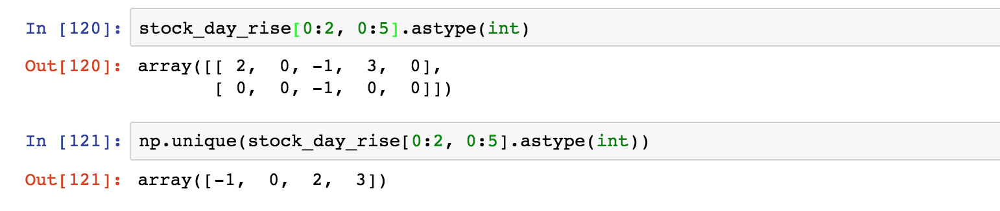 In [120]: stock_day_rise[0:2, 0:5].astype(int)
Out[120]: array([[ 2,  0, -1,  3,  0],
       [ 0,  0, -1,  0,  0]])
In [121]: np.unique(stock_day_rise[0:2, 0:5].astype(int))
Out[121]: array([-1,  0,  2,  3])